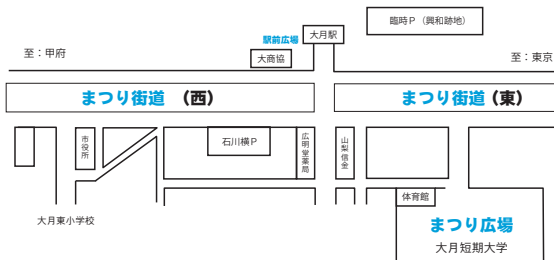 臨時P（興和跡地）
大月駅
駅前広場
大商協
至：甲府
至：東京
まつり街道（西）
まつり街道（東）
市役所
石川横P
広明堂薬局
山梨信金
体育館
大月東小学校
まつり広場
大月短期大学